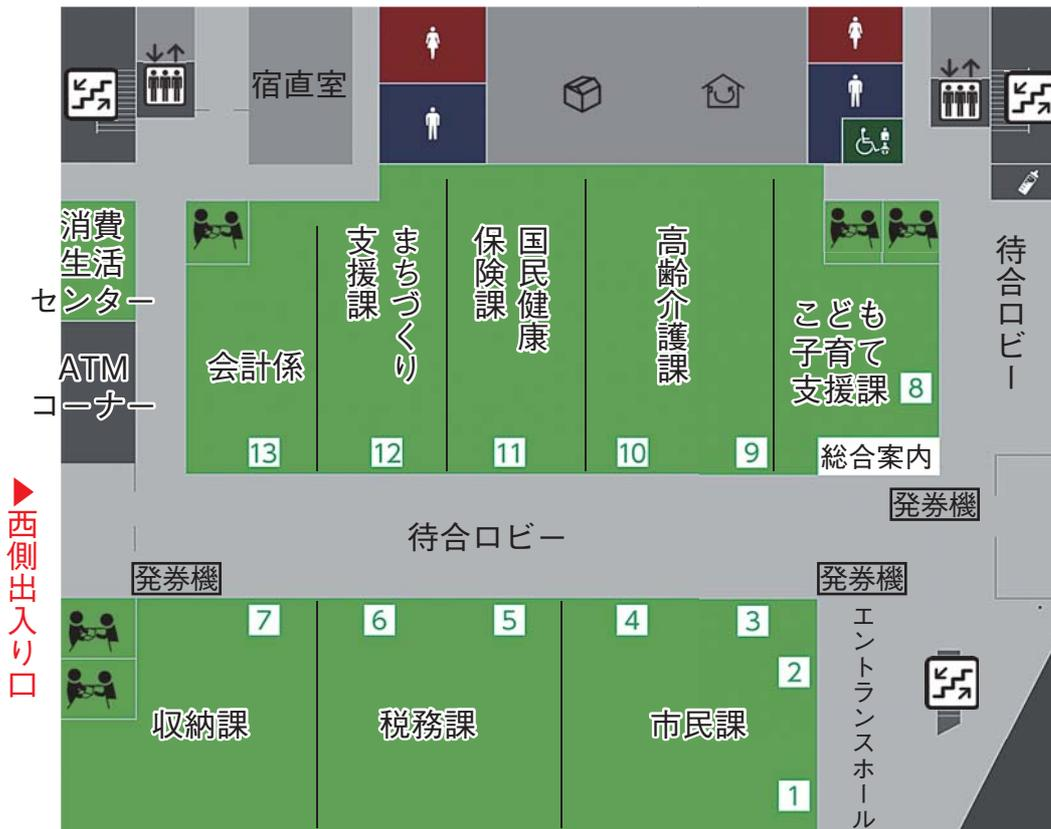 宿直室
消費
生活
センター
ATM
コーナー
会計係
まちづくり
支援課
国民健康
保険課
高齢介護課
こども
子育て
支援課
8
待合ロビー
13
12
11
10
9
総合案内
▶西側出入り口
待合ロビー
発券機
発券機
発券機
7
6
5
4
3
2
1
収納課
税務課
市民課
エントランスホール